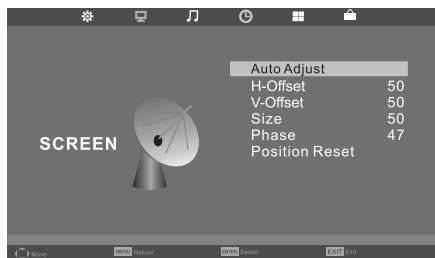 Auto Adjust
H-Offset 50
V-Offset 50
Size 50
Phase 47
Position Reset
SCREEN
Move MENU Return ENTER Select EXIT Exit